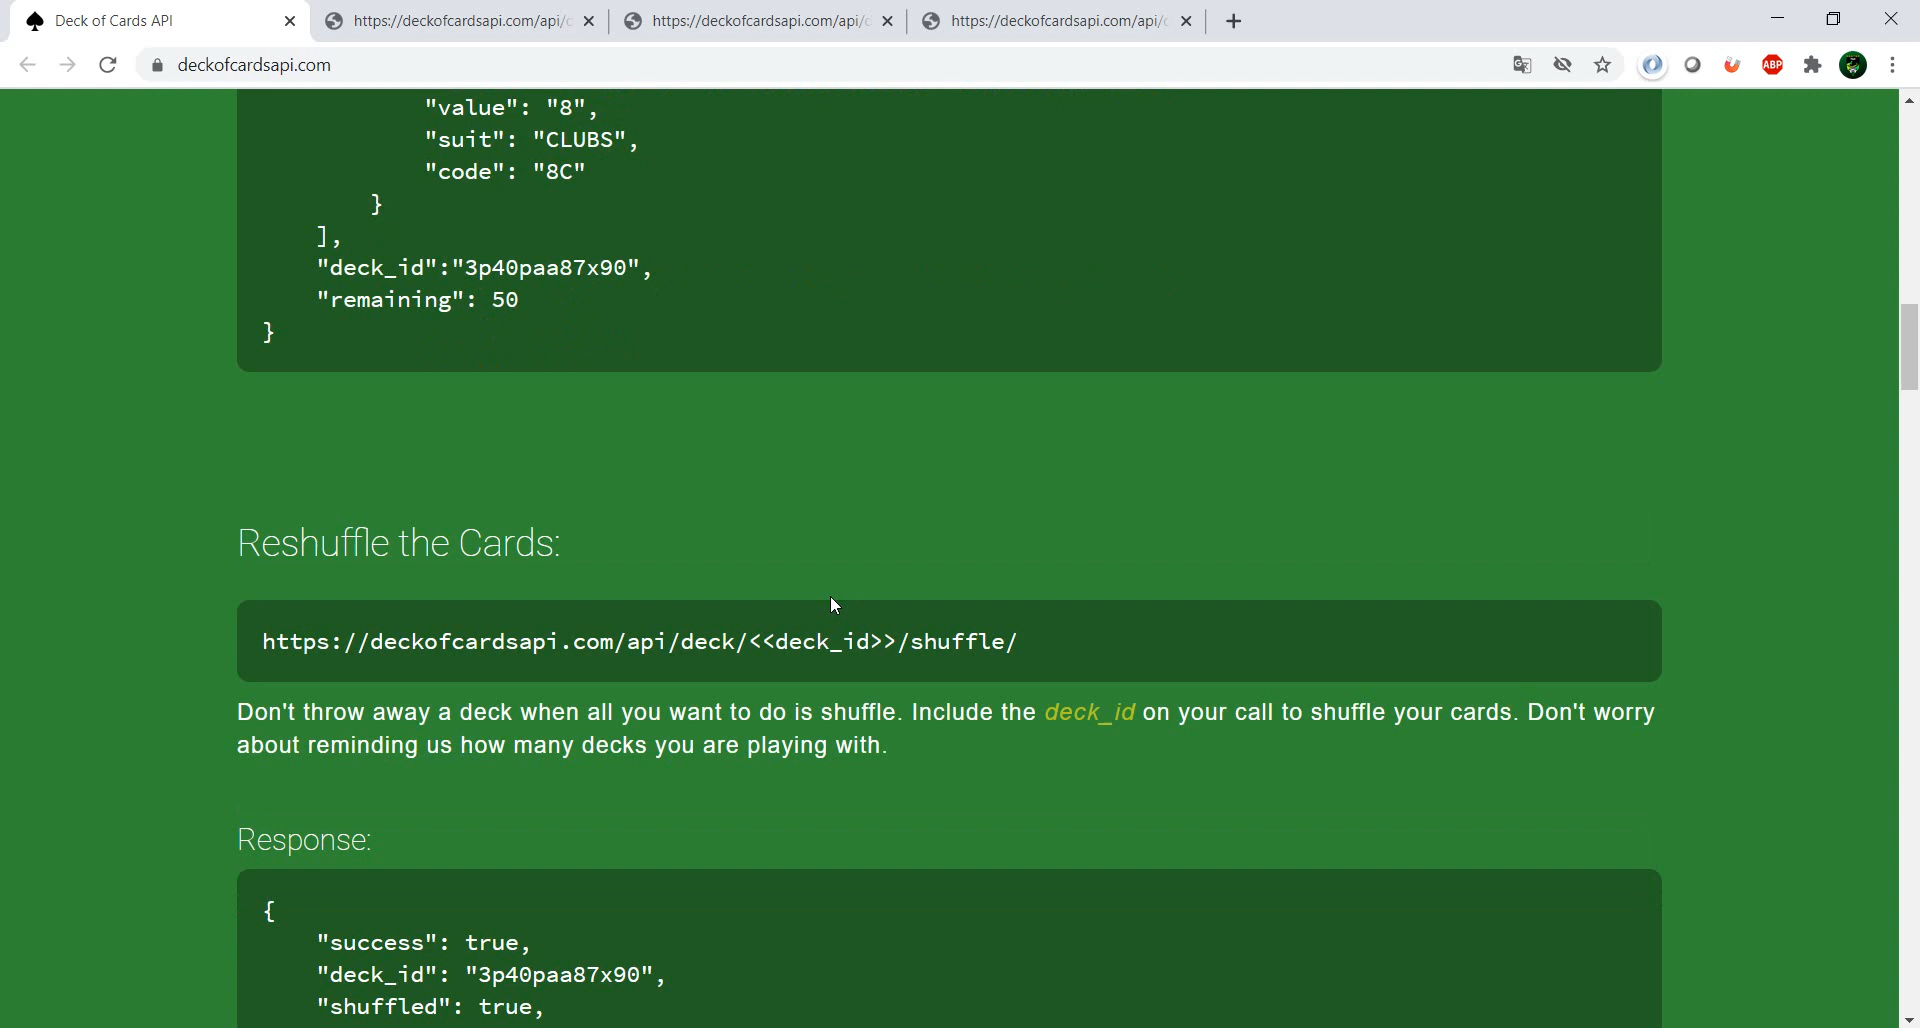 Deck of Cards API
https://deckofcardsapi.com/api/
https://deckofcardsapi.com/api/
https://deckofcardsapi.com/api/
deckofcardsapi.com
ABP
"value": "8",
"suit": "CLUBS",
"code": "8C"
}
],
"deck_id":"3p40paa87x90",
"remaining": 50
}
Reshuffle the Cards:
https://deckofcardsapi.com/api/deck/<<deck_id>>/shuffle/
Don't throw away a deck when all you want to do is shuffle. Include the deck_id on your call to shuffle your cards. Don't worry
about reminding us how many decks you are playing with.
Response:
{
"success": true,
"deck_id": "3p40paa87x90",
"shuffled": true,